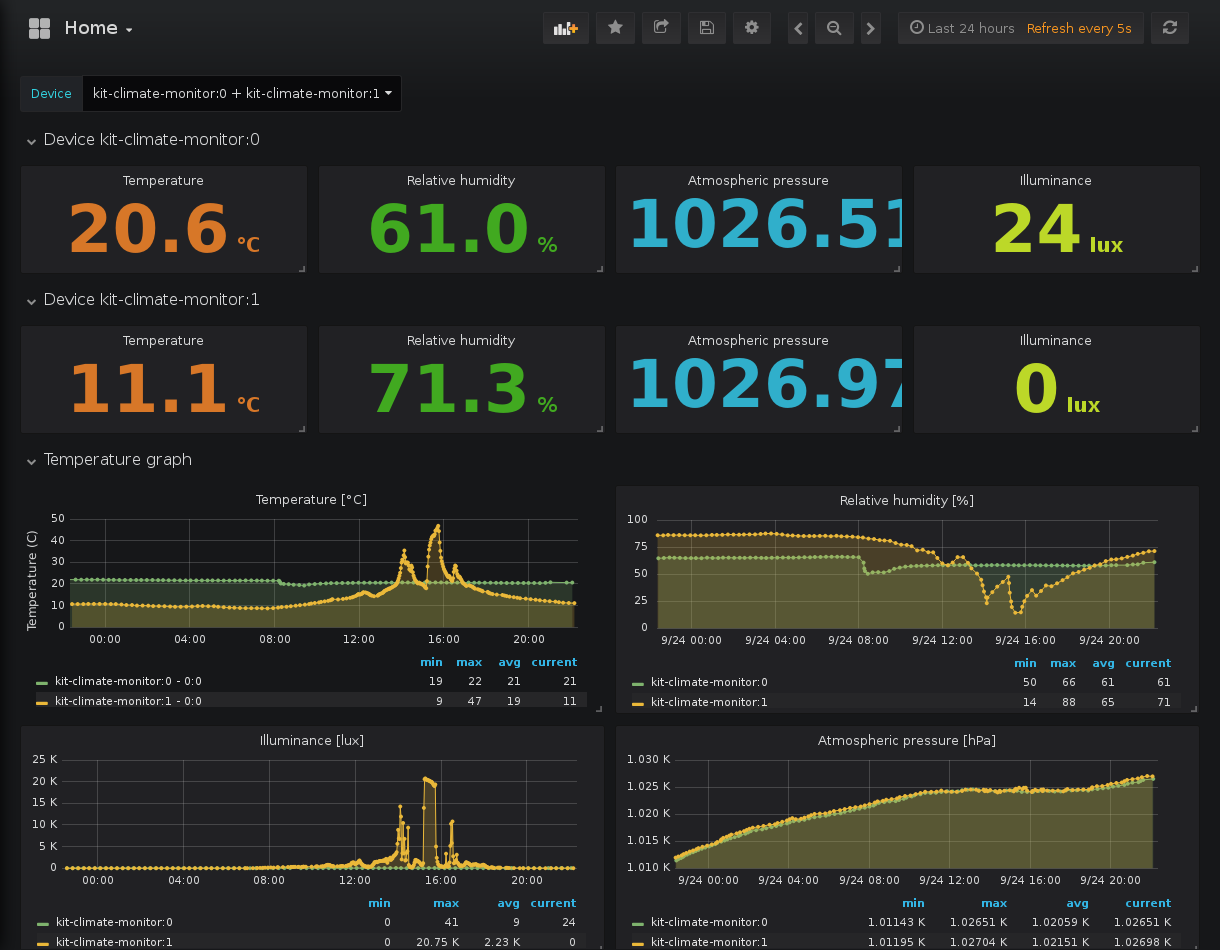 Home
Last 24 hours Refresh every 5s
Device kit-climate-monitor:0 + kit-climate-monitor:1
Device kit-climate-monitor:0
Temperature Relative humidity Atmospheric pressure Illuminance
20.6 °C 61.0 % 1026.51 24 lux
Device kit-climate-monitor:1
Temperature Relative humidity Atmospheric pressure Illuminance
11.1 °C 71.3 % 1026.97 0 lux
Temperature graph
Temperature [°C]
Temperature (C)
50
40
30
20
10
0
00:00 04:00 08:00 12:00 16:00 20:00
min max avg current
kit-climate-monitor:0 - 0:0 19 22 21 21
kit-climate-monitor:1 - 0:0 9 47 19 11
Relative humidity [%]
100
75
50
25
0
9/24 00:00 9/24 04:00 9/24 08:00 9/24 12:00 9/24 16:00 9/24 20:00
min max avg current
kit-climate-monitor:0 50 66 61 61
kit-climate-monitor:1 14 88 65 71
Illuminance [lux]
25 K
20 K
15 K
10 K
5 K
0
00:00 04:00 08:00 12:00 16:00 20:00
min max avg current
kit-climate-monitor:0 0 41 9 24
kit-climate-monitor:1 0 20.75 K 2.23 K 0
Atmospheric pressure [hPa]
1.030 K
1.025 K
1.020 K
1.015 K
1.010 K
9/24 00:00 9/24 04:00 9/24 08:00 9/24 12:00 9/24 16:00 9/24 20:00
min max avg current
kit-climate-monitor:0 1.01143 K 1.02651 K 1.02059 K 1.02651 K
kit-climate-monitor:1 1.01195 K 1.02704 K 1.02151 K 1.02698 K